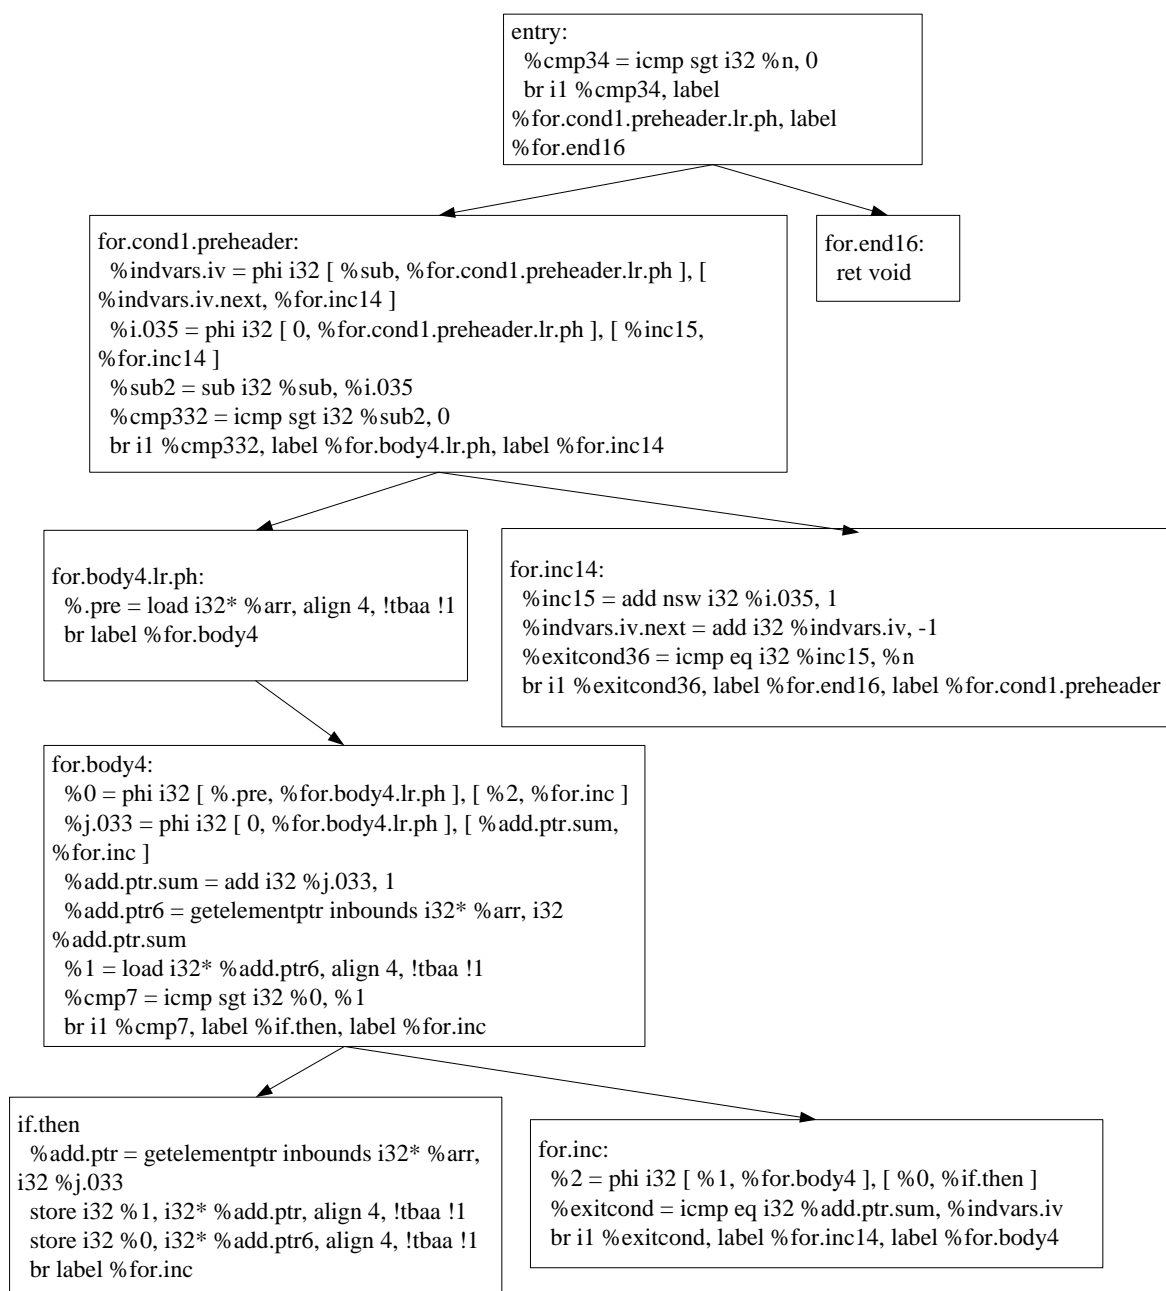 entry:
%cmp34 = icmp sgt i32 %n, 0
br i1 %cmp34, label
%for.cond1.preheader.lr.ph, label
%for.end16
for.cond1.preheader:
%indvars.iv = phi i32 [ %sub, %for.cond1.preheader.lr.ph ], [
%indvars.iv.next, %for.inc14 ]
%i.035 = phi i32 [ 0, %for.cond1.preheader.lr.ph ], [ %inc15,
%for.inc14 ]
%sub2 = sub i32 %sub, %i.035
%cmp332 = icmp sgt i32 %sub2, 0
br i1 %cmp332, label %for.body4.lr.ph, label %for.inc14
for.end16:
ret void
for.body4.lr.ph:
%.pre = load i32* %arr, align 4, !tbaa !1
br label %for.body4
for.inc14:
%inc15 = add nsw i32 %i.035, 1
%indvars.iv.next = add i32 %indvars.iv, -1
%exitcond36 = icmp eq i32 %inc15, %n
br i1 %exitcond36, label %for.end16, label %for.cond1.preheader
for.body4:
%0 = phi i32 [ %.pre, %for.body4.lr.ph ], [ %2, %for.inc ]
%j.033 = phi i32 [ 0, %for.body4.lr.ph ], [ %add.ptr.sum,
%for.inc ]
%add.ptr.sum = add i32 %j.033, 1
%add.ptr6 = getelementptr inbounds i32* %arr, i32
%add.ptr.sum
%1 = load i32* %add.ptr6, align 4, !tbaa !1
%cmp7 = icmp sgt i32 %0, %1
br i1 %cmp7, label %if.then, label %for.inc
if.then
%add.ptr = getelementptr inbounds i32* %arr,
i32 %j.033
store i32 %1, i32* %add.ptr, align 4, !tbaa !1
store i32 %0, i32* %add.ptr6, align 4, !tbaa !1
br label %for.inc
for.inc:
%2 = phi i32 [ %1, %for.body4 ], [ %0, %if.then ]
%exitcond = icmp eq i32 %add.ptr.sum, %indvars.iv
br i1 %exitcond, label %for.inc14, label %for.body4